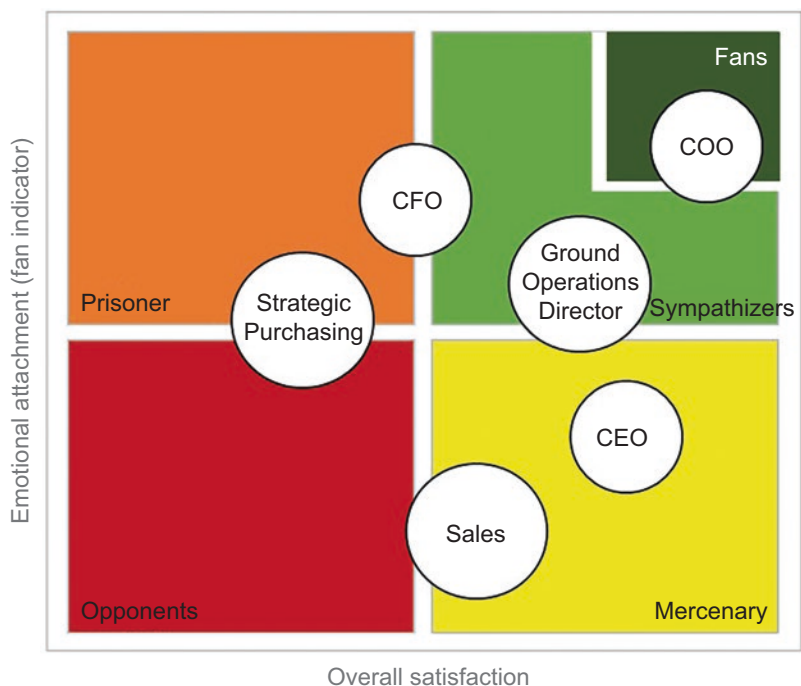 Fans
COO
CFO
Ground
Operations
Director
Prisoner
Strategic
Purchasing
Sympathizers
CEO
Sales
Opponents
Mercenary
Emotional attachment (fan indicator)
Overall satisfaction